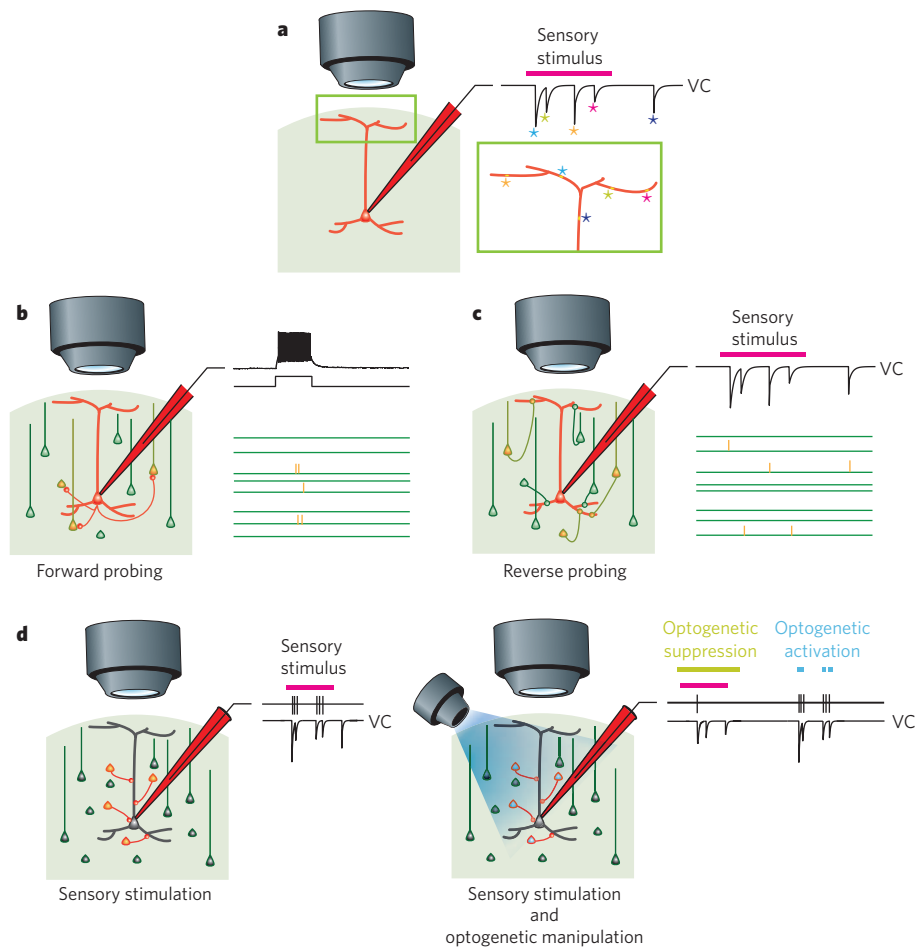 a
Sensory
stimulus
VC
b
c
Sensory
stimulus
VC
Forward probing
Reverse probing
d
Sensory
stimulus
VC
Optogenetic
suppression
Optogenetic
activation
VC
Sensory stimulation
Sensory stimulation
and
optogenetic manipulation